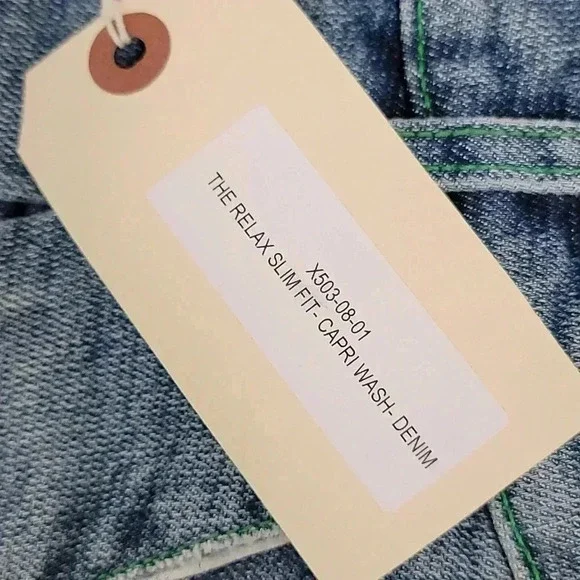 X503-08-01
THE RELAX SLIM FIT- CAPRI WASH- DENIM